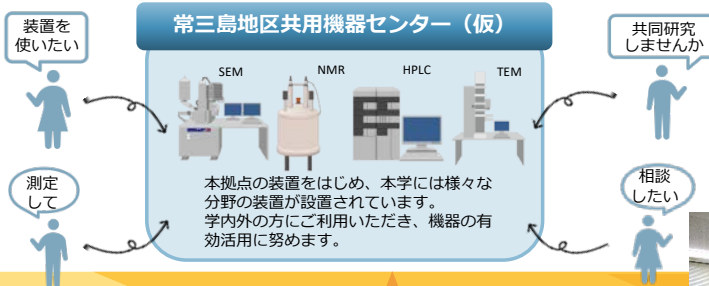 装置を
使いたい
常三島地区共用機器センター（仮）
共同研究
しませんか
SEM
NMR
HPLC
TEM
測定
して
本拠点の装置をはじめ、本学には様々な
分野の装置が設置されています。
学内外の方にご利用いただき、機器の有
効活用に努めます。
相談
したい